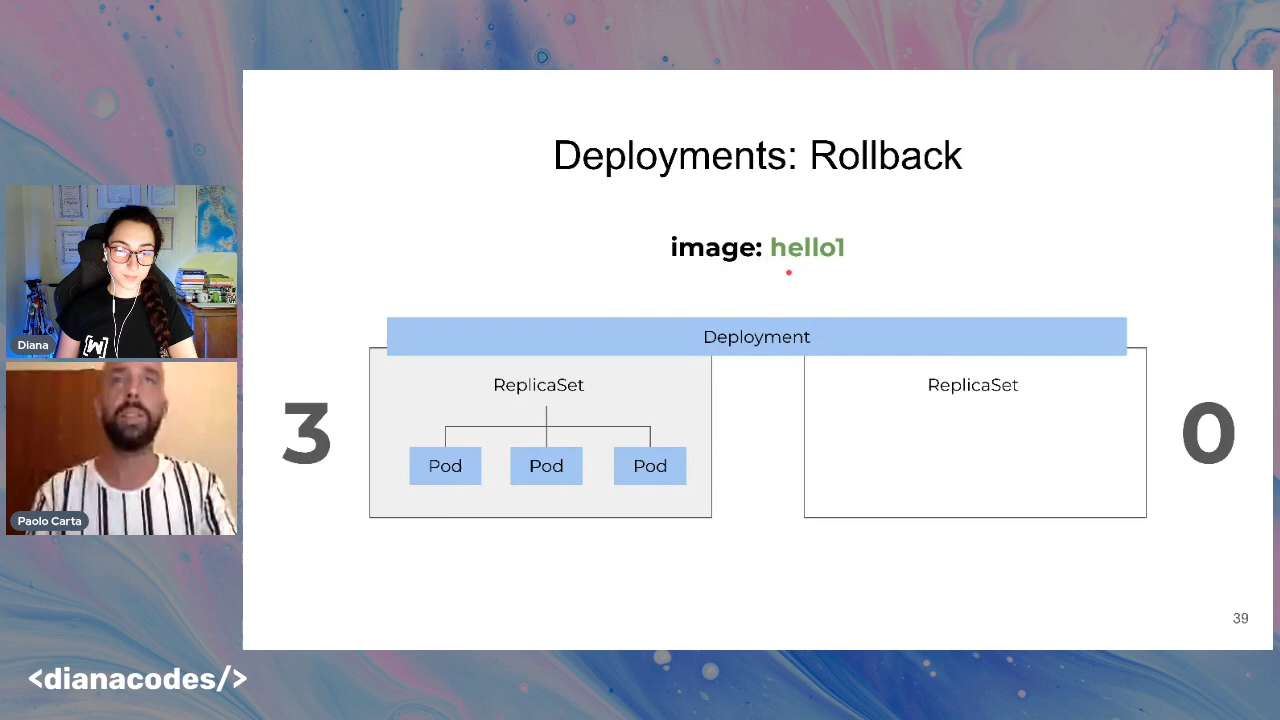 Deployments: Rollback
image: hello1
Deployment
ReplicaSet
ReplicaSet
3
Pod
Pod
Pod
0
39
Diana
[w]
Paolo Carta
<dianacodes/>